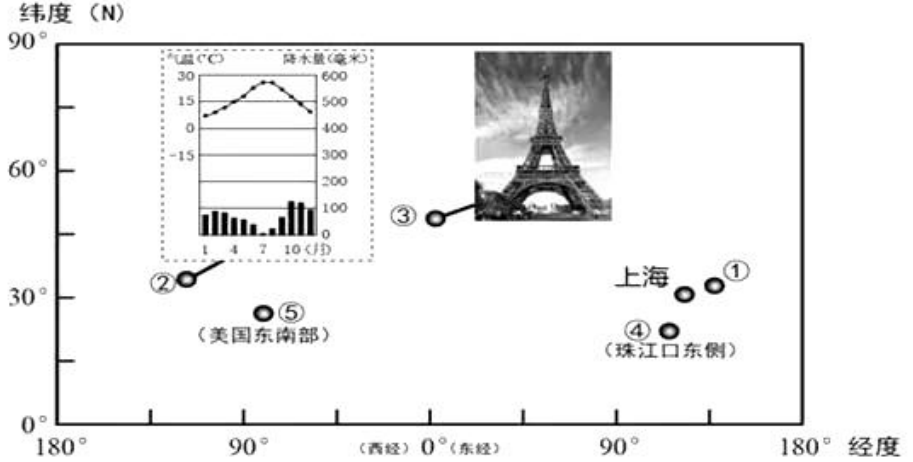 纬度（N）
90°
60°
30°
0°
气温(℃) 降水量(毫米)
30 600
15 500
0 400
-15 300
200
100
0
1 4 7 10(月)
③
②
⑤
(美国东南部)
上海
①
④
(珠江口东侧)
180° 90° (西经) 0° (东经) 90° 180° 经度